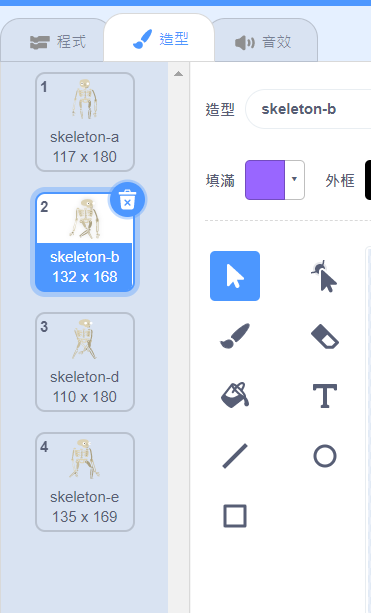 程式
造型
音效
1
skeleton-a
117 x 180
2
skeleton-b
132 x 168
3
skeleton-d
110 x 180
4
skeleton-e
135 x 169
造型
skeleton-b
填滿
外框
T